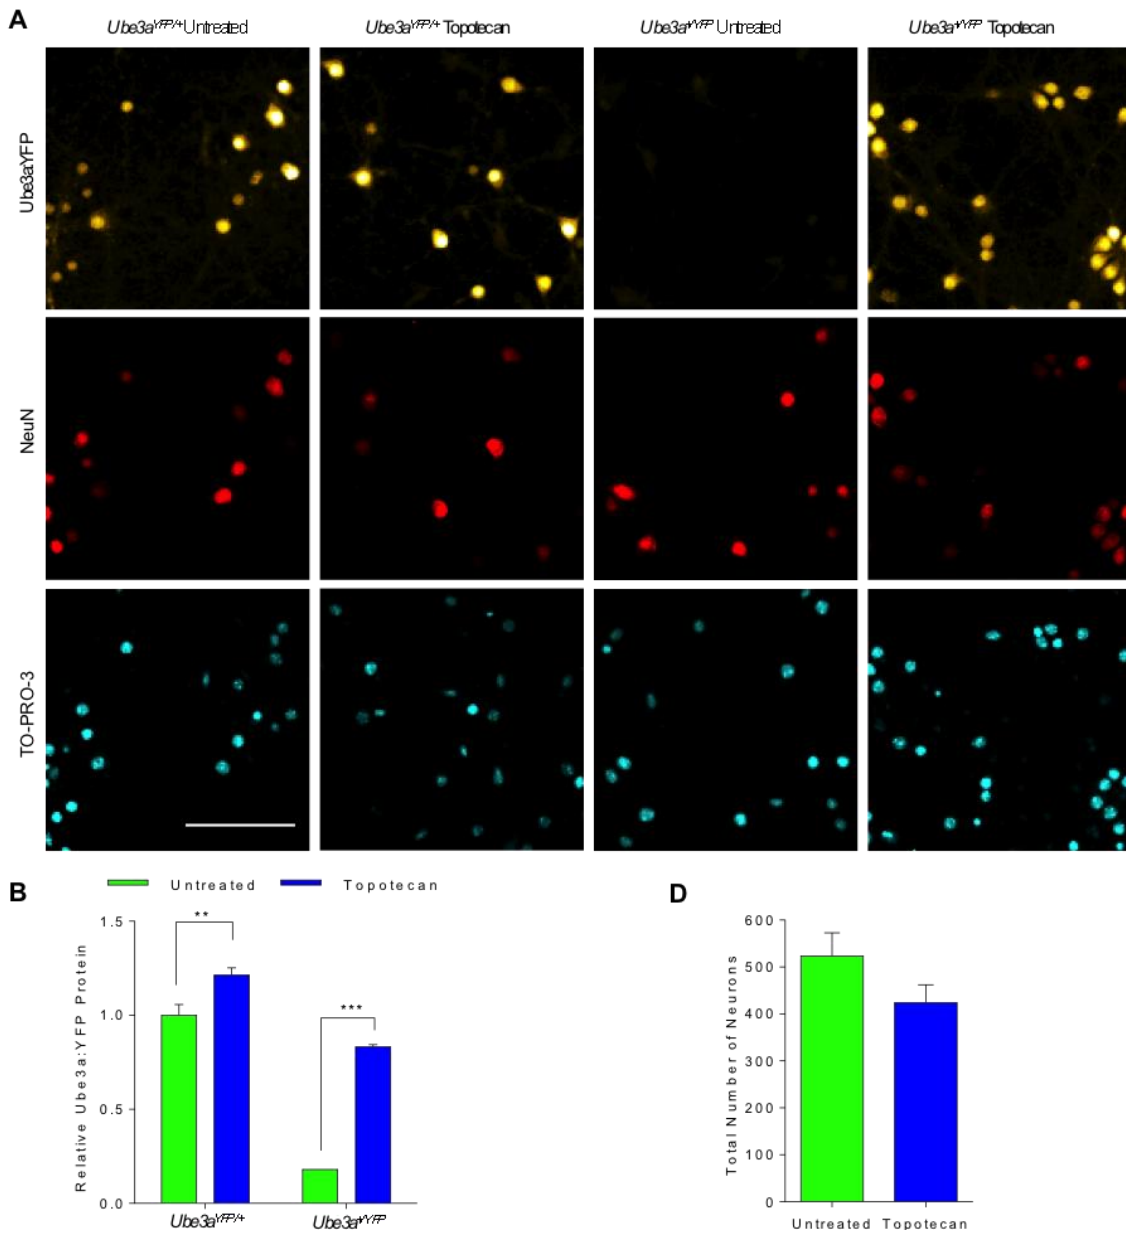 A
Ube3aYFP/+ Untreated
Ube3aYFP/+ Topotecan
Ube3a+/YFP Untreated
Ube3a+/YFP Topotecan
Ube3aYFP
NeuN
TO-PRO-3
B
Untreated
Topotecan
Relative Ube3a:YFP Protein
1.5
1.0
0.5
0.0
**
***
Ube3aYFP/+
Ube3a+/YFP
D
Total Number of Neurons
600
500
400
300
200
100
0
Untreated
Topotecan